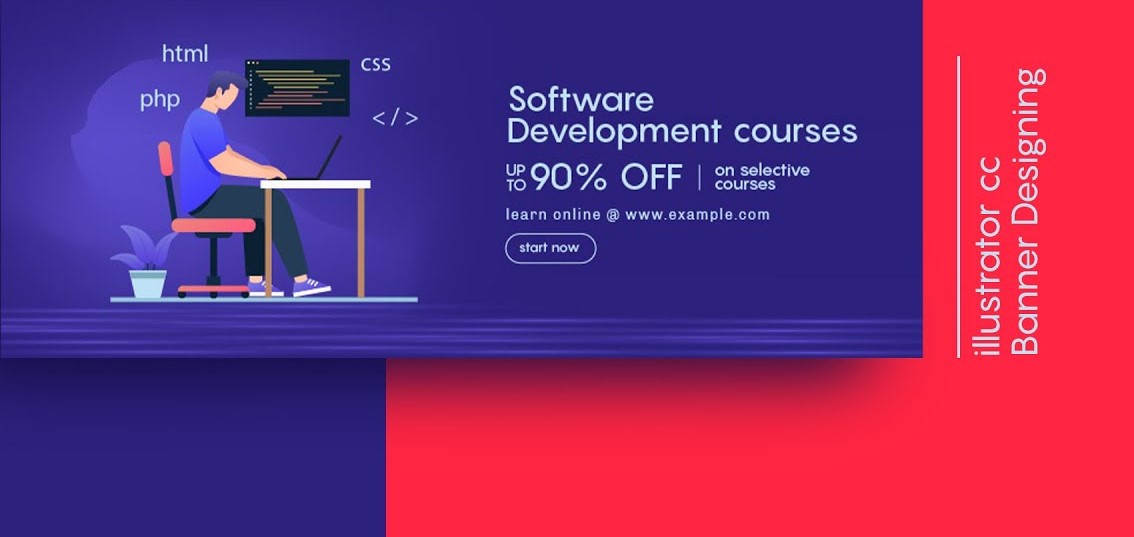 html
css
php
</>
Software
Development courses
UP TO 90% OFF | on selective courses
learn online @ www.example.com
start now
illustrator cc
Banner Designing